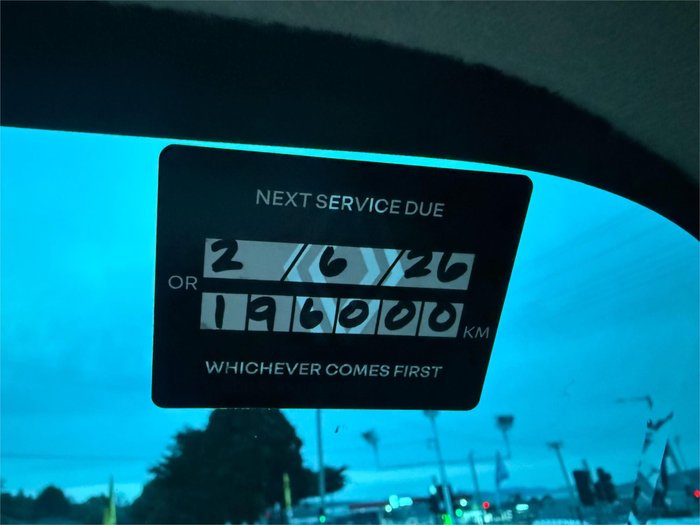 NEXT SERVICE DUE
2/6/26
OR
196000 KM
WHICHEVER COMES FIRST